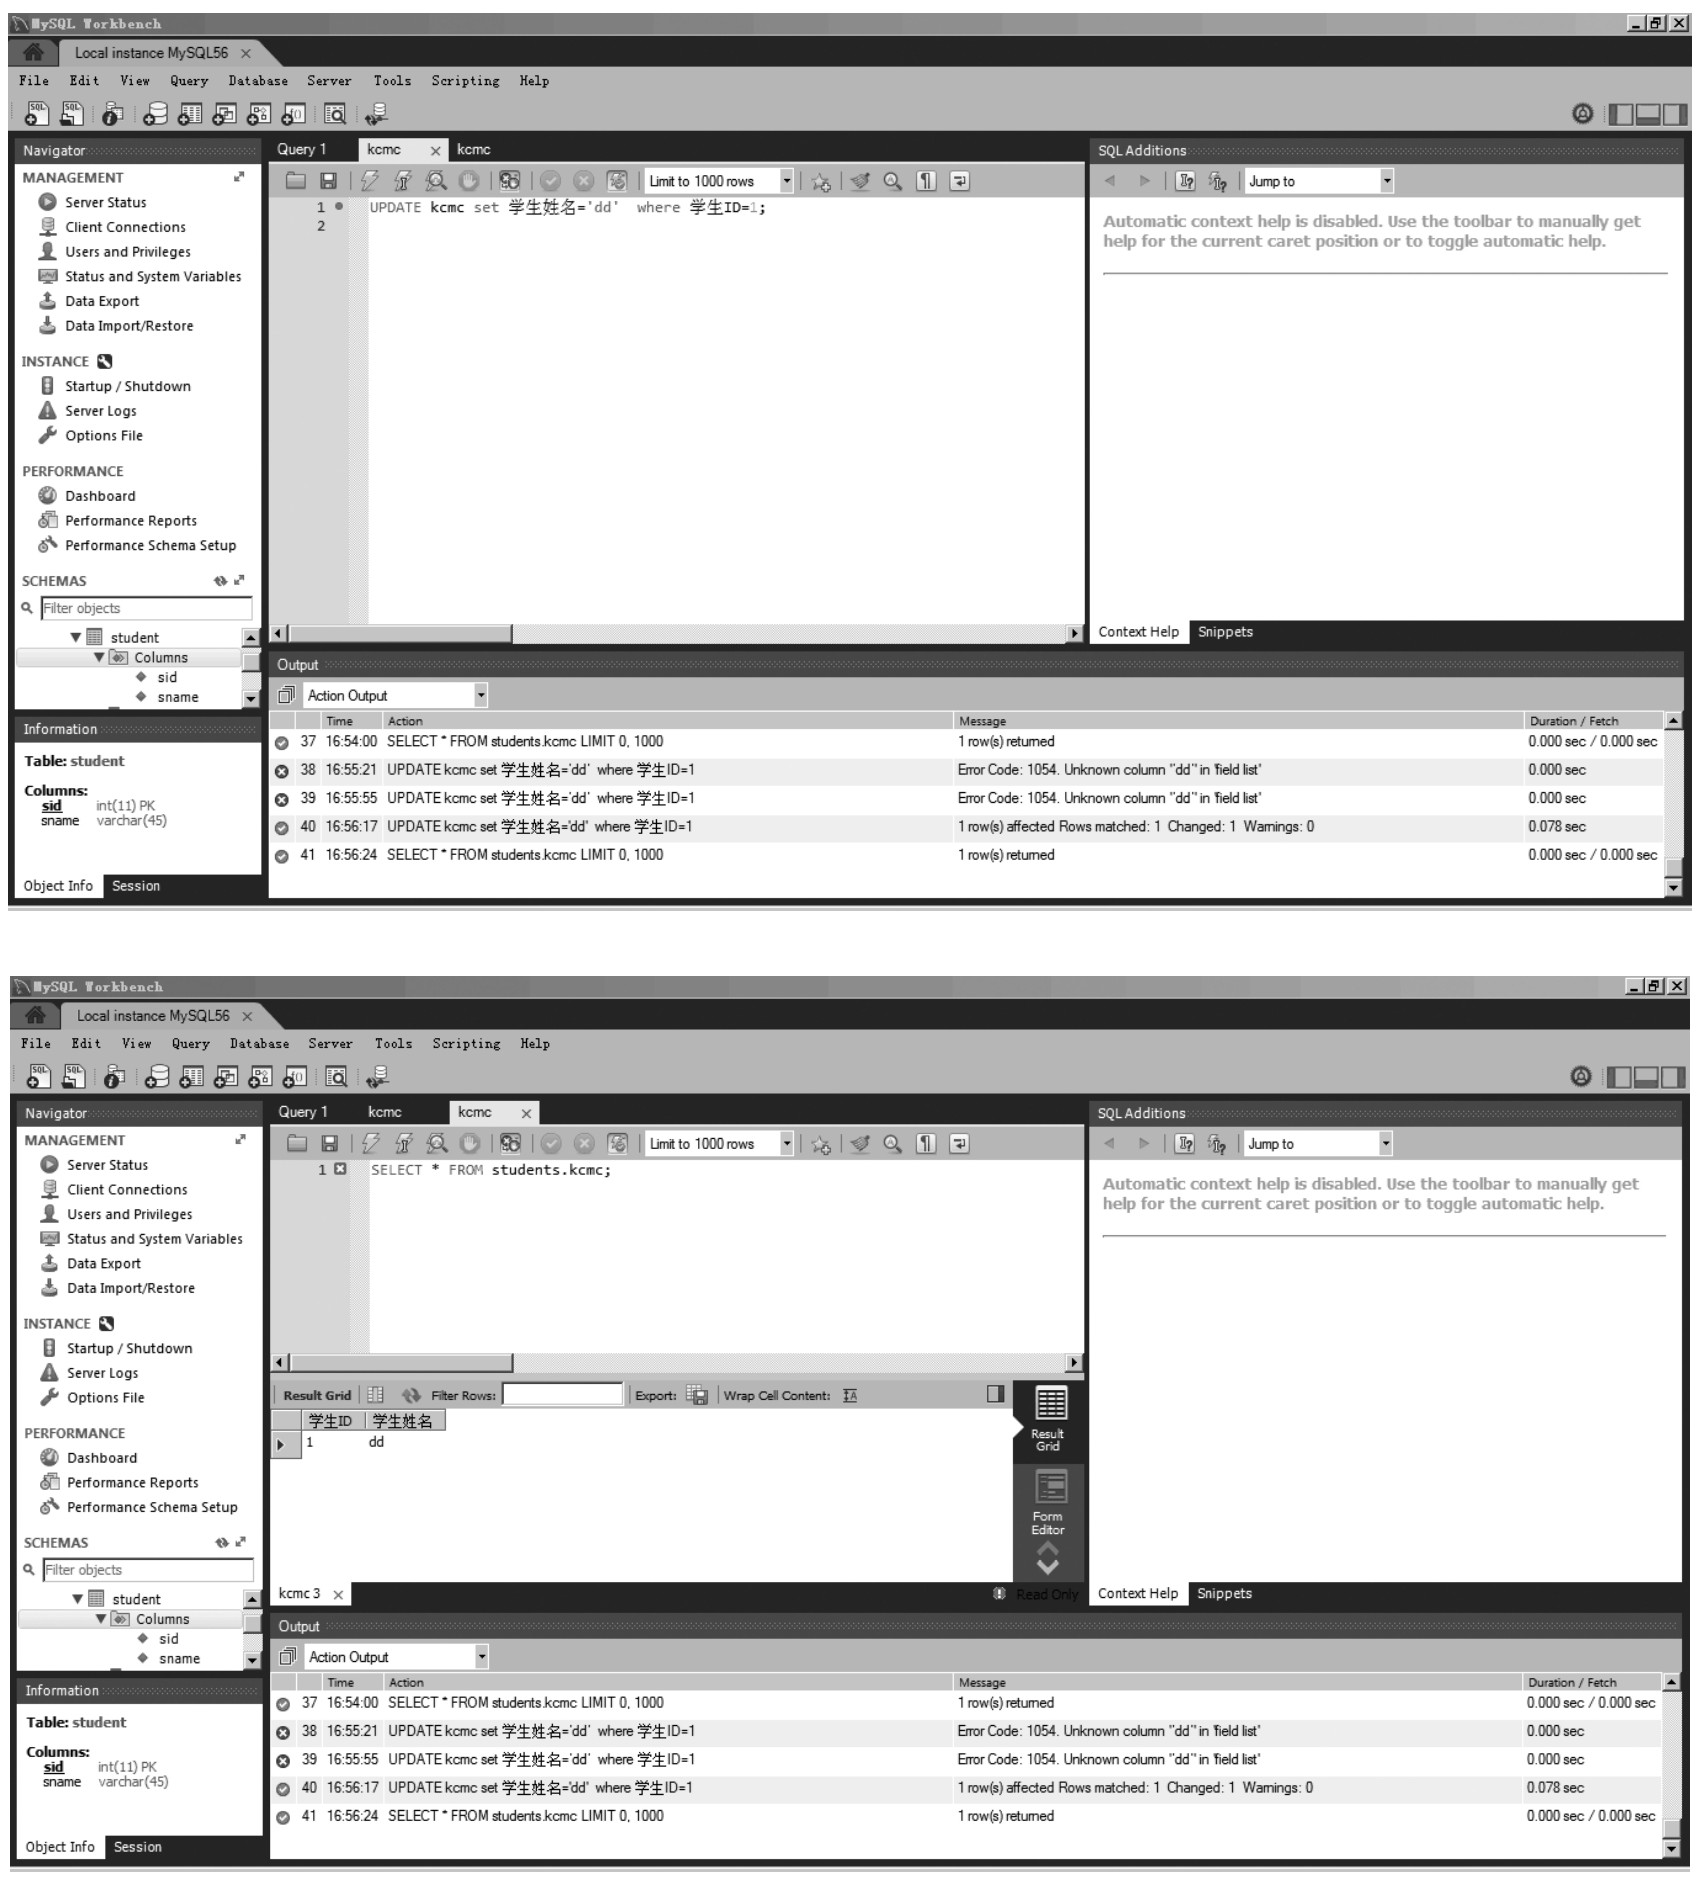 MySQL Workbench
Local instance MySQL56
File Edit View Query Database Server Tools Scripting Help
Navigator
MANAGEMENT
Server Status
Client Connections
Users and Privileges
Status and System Variables
Data Export
Data Import/Restore
INSTANCE
Startup / Shutdown
Server Logs
Options File
PERFORMANCE
Dashboard
Performance Reports
Performance Schema Setup
SCHEMAS
Filter objects
student
Columns
sid
sname
Information
Table: student
Columns:
sid int(11) PK
sname varchar(45)
Object Info Session
Query 1 kcmc kcmc
Limit to 1000 rows
1 UPDATE kcmc set 学生姓名='dd' where 学生ID=1;
2
SQL Additions
Jump to
Automatic context help is disabled. Use the toolbar to manually get
help for the current caret position or to toggle automatic help.
Context Help Snippets
Output
Action Output
Time Action Message Duration / Fetch
37 16:54:00 SELECT * FROM students.kcmc LIMIT 0, 1000 1 row(s) returned 0.000 sec / 0.000 sec
38 16:55:21 UPDATE kcmc set 学生姓名='dd' where 学生ID=1 Error Code: 1054. Unknown column ''dd'' in 'field list' 0.000 sec
39 16:55:55 UPDATE kcmc set 学生姓名='dd' where 学生ID=1 Error Code: 1054. Unknown column ''dd'' in 'field list' 0.000 sec
40 16:56:17 UPDATE kcmc set 学生姓名='dd' where 学生ID=1 1 row(s) affected Rows matched: 1 Changed: 1 Warnings: 0 0.078 sec
41 16:56:24 SELECT * FROM students.kcmc LIMIT 0, 1000 1 row(s) returned 0.000 sec / 0.000 sec
MySQL Workbench
Local instance MySQL56
File Edit View Query Database Server Tools Scripting Help
Navigator
MANAGEMENT
Server Status
Client Connections
Users and Privileges
Status and System Variables
Data Export
Data Import/Restore
INSTANCE
Startup / Shutdown
Server Logs
Options File
PERFORMANCE
Dashboard
Performance Reports
Performance Schema Setup
SCHEMAS
Filter objects
student
Columns
sid
sname
Information
Table: student
Columns:
sid int(11) PK
sname varchar(45)
Object Info Session
Query 1 kcmc kcmc
Limit to 1000 rows
1 SELECT * FROM students.kcmc;
Result Grid Filter Rows: Export: Wrap Cell Content:
学生ID 学生姓名
1 dd
Result
Grid
Form
Editor
kcmc 3 Read Only
SQL Additions
Jump to
Automatic context help is disabled. Use the toolbar to manually get
help for the current caret position or to toggle automatic help.
Context Help Snippets
Output
Action Output
Time Action Message Duration / Fetch
37 16:54:00 SELECT * FROM students.kcmc LIMIT 0, 1000 1 row(s) returned 0.000 sec / 0.000 sec
38 16:55:21 UPDATE kcmc set 学生姓名='dd' where 学生ID=1 Error Code: 1054. Unknown column ''dd'' in 'field list' 0.000 sec
39 16:55:55 UPDATE kcmc set 学生姓名='dd' where 学生ID=1 Error Code: 1054. Unknown column ''dd'' in 'field list' 0.000 sec
40 16:56:17 UPDATE kcmc set 学生姓名='dd' where 学生ID=1 1 row(s) affected Rows matched: 1 Changed: 1 Warnings: 0 0.078 sec
41 16:56:24 SELECT * FROM students.kcmc LIMIT 0, 1000 1 row(s) returned 0.000 sec / 0.000 sec